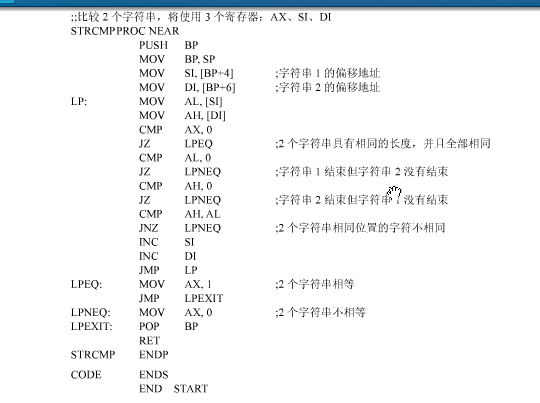 ;;比较 2 个字符串，将使用 3 个寄存器：AX、SI、DI
STRCMPPROC NEAR
PUSH BP
MOV BP, SP
MOV SI, [BP+4] ;字符串 1 的偏移地址
MOV DI, [BP+6] ;字符串 2 的偏移地址
LP: MOV AL, [SI]
MOV AH, [DI]
CMP AX, 0
JZ LPEQ ;2 个字符串具有相同的长度，并且全部相同
CMP AL, 0
JZ LPNEQ ;字符串 1 结束但字符串 2 没有结束
CMP AH, 0
JZ LPNEQ ;字符串 2 结束但字符串 1 没有结束
CMP AH, AL
JNZ LPNEQ ;2 个字符串相同位置的字符不相同
INC SI
INC DI
JMP LP
LPEQ: MOV AX, 1 ;2 个字符串相等
JMP LPEXIT
LPNEQ: MOV AX, 0 ;2 个字符串不相等
LPEXIT: POP BP
RET
STRCMP ENDP
CODE ENDS
END START